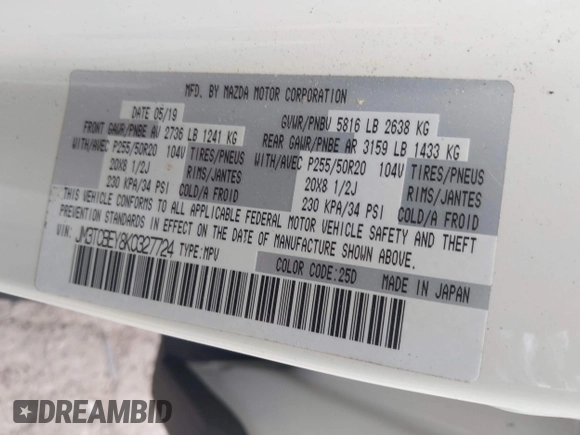 MFD. BY MAZDA MOTOR CORPORATION
DATE 05/19 GVWR/PNBV 5816 LB 2638 KG
FRONT GAWR/PNBE AV 2736 LB 1241 KG REAR GAWR/PNBE AR 3159 LB 1433 KG
WITH/AVEC P255/50R20 104V TIRES/PNEUS WITH/AVEC P255/50R20 104V TIRES/PNEUS
20X8 1/2J RIMS/JANTES 20X8 1/2J RIMS/JANTES
230 KPA/34 PSI COLD/A FROID 230 KPA/34 PSI COLD/A FROID
THIS VEHICLE CONFORMS TO ALL APPLICABLE FEDERAL MOTOR VEHICLE SAFETY AND THEFT
PREVENTION STANDARDS IN EFFECT ON THE DATE OF MANUFACTURE SHOWN ABOVE.
VIN: JM3TCBEY8K0327724 TYPE: MPV
COLOR CODE: 25D MADE IN JAPAN
DREAMBID